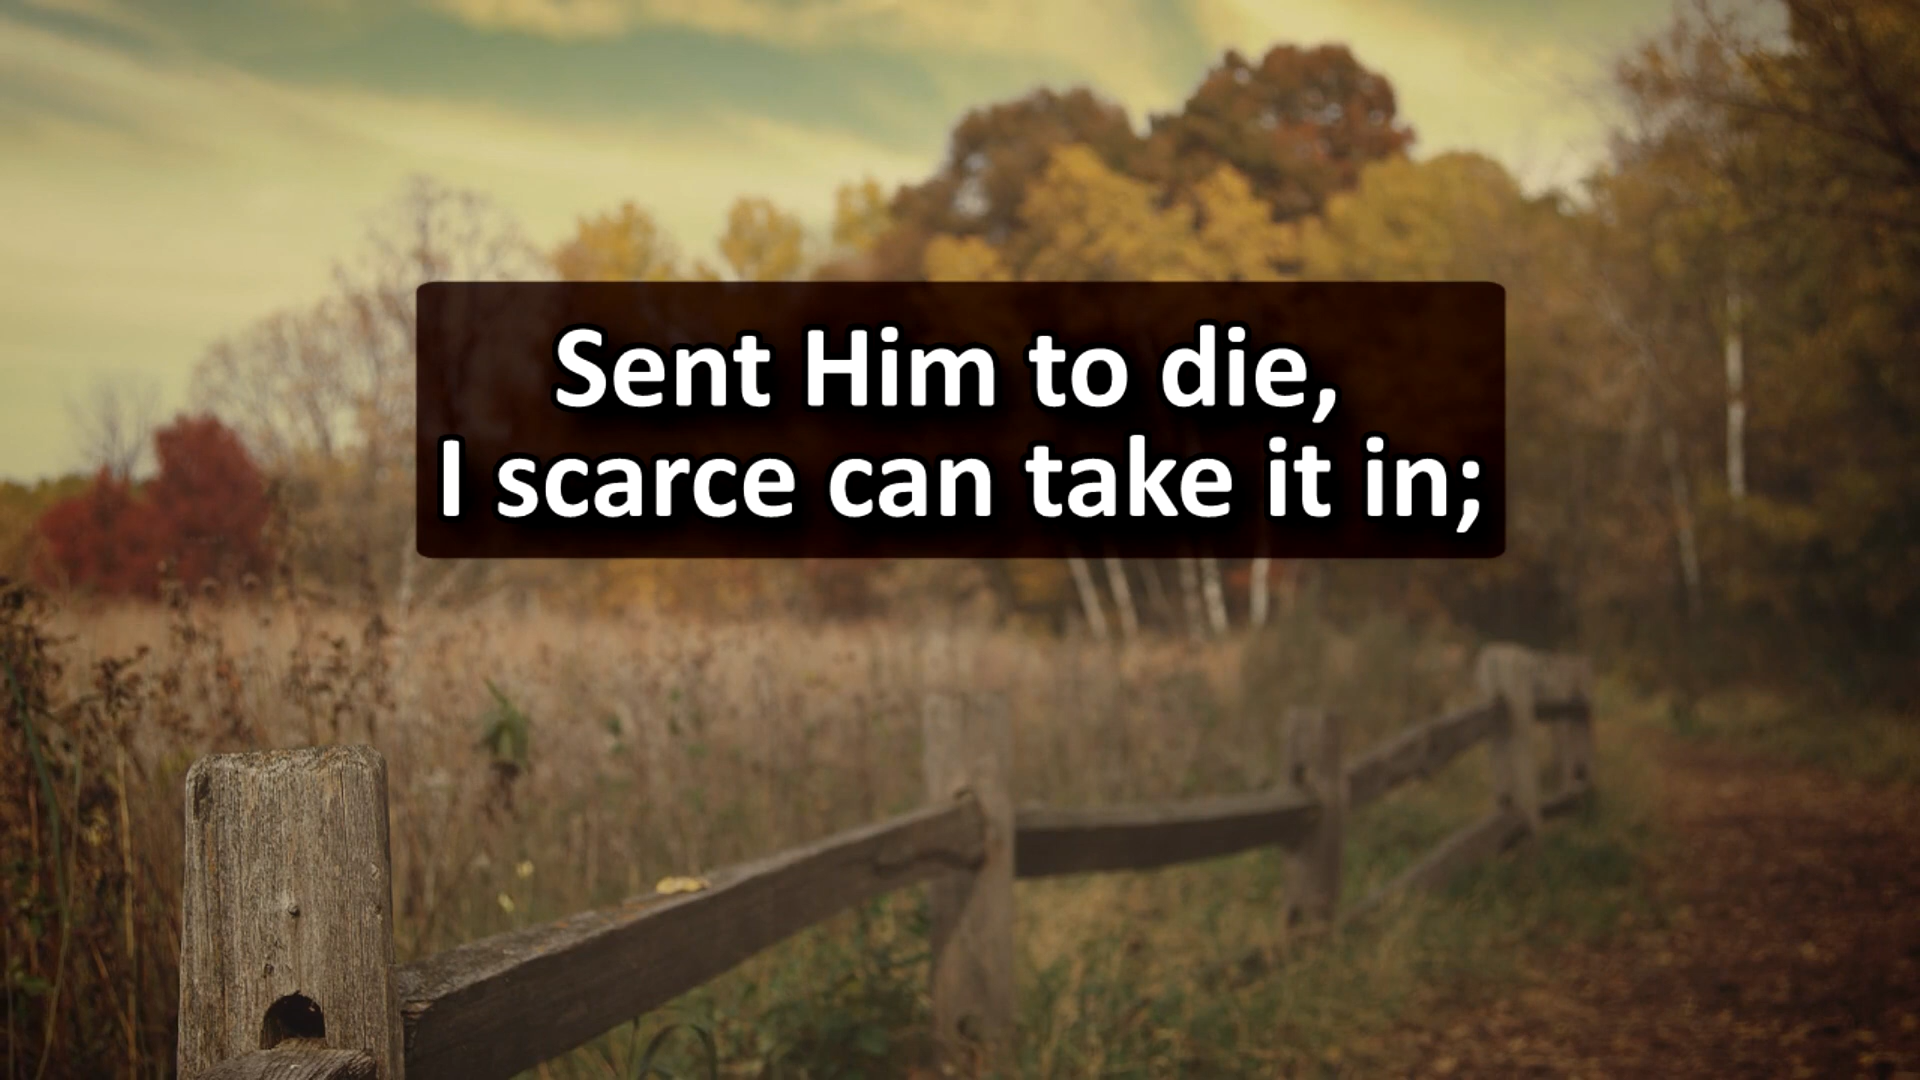 Sent Him to die,
I scarce can take it in;